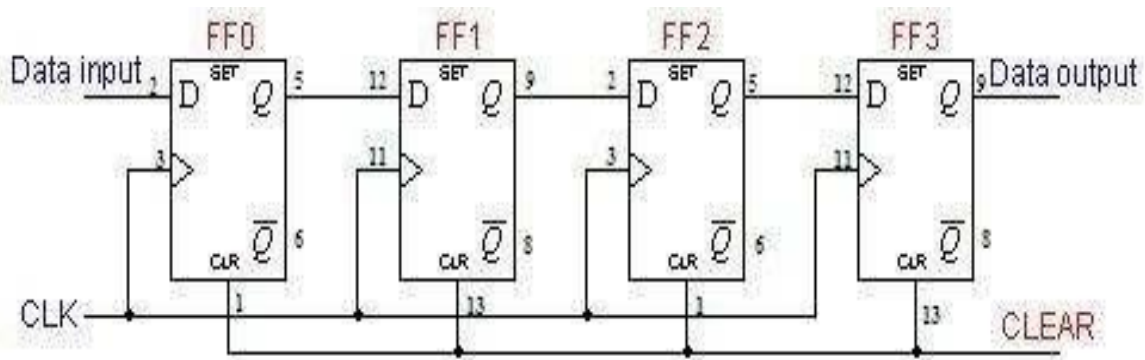 FF0 FF1 FF2 FF3
Data input 2 D SET Q 5 12 D SET Q 9 2 D SET Q 5 12 D SET Q 9 Data output
3 11 3 11
CLR Q̅ 6 CLR Q̅ 8 CLR Q̅ 6 CLR Q̅ 8
CLK 1 13 1 13 CLEAR